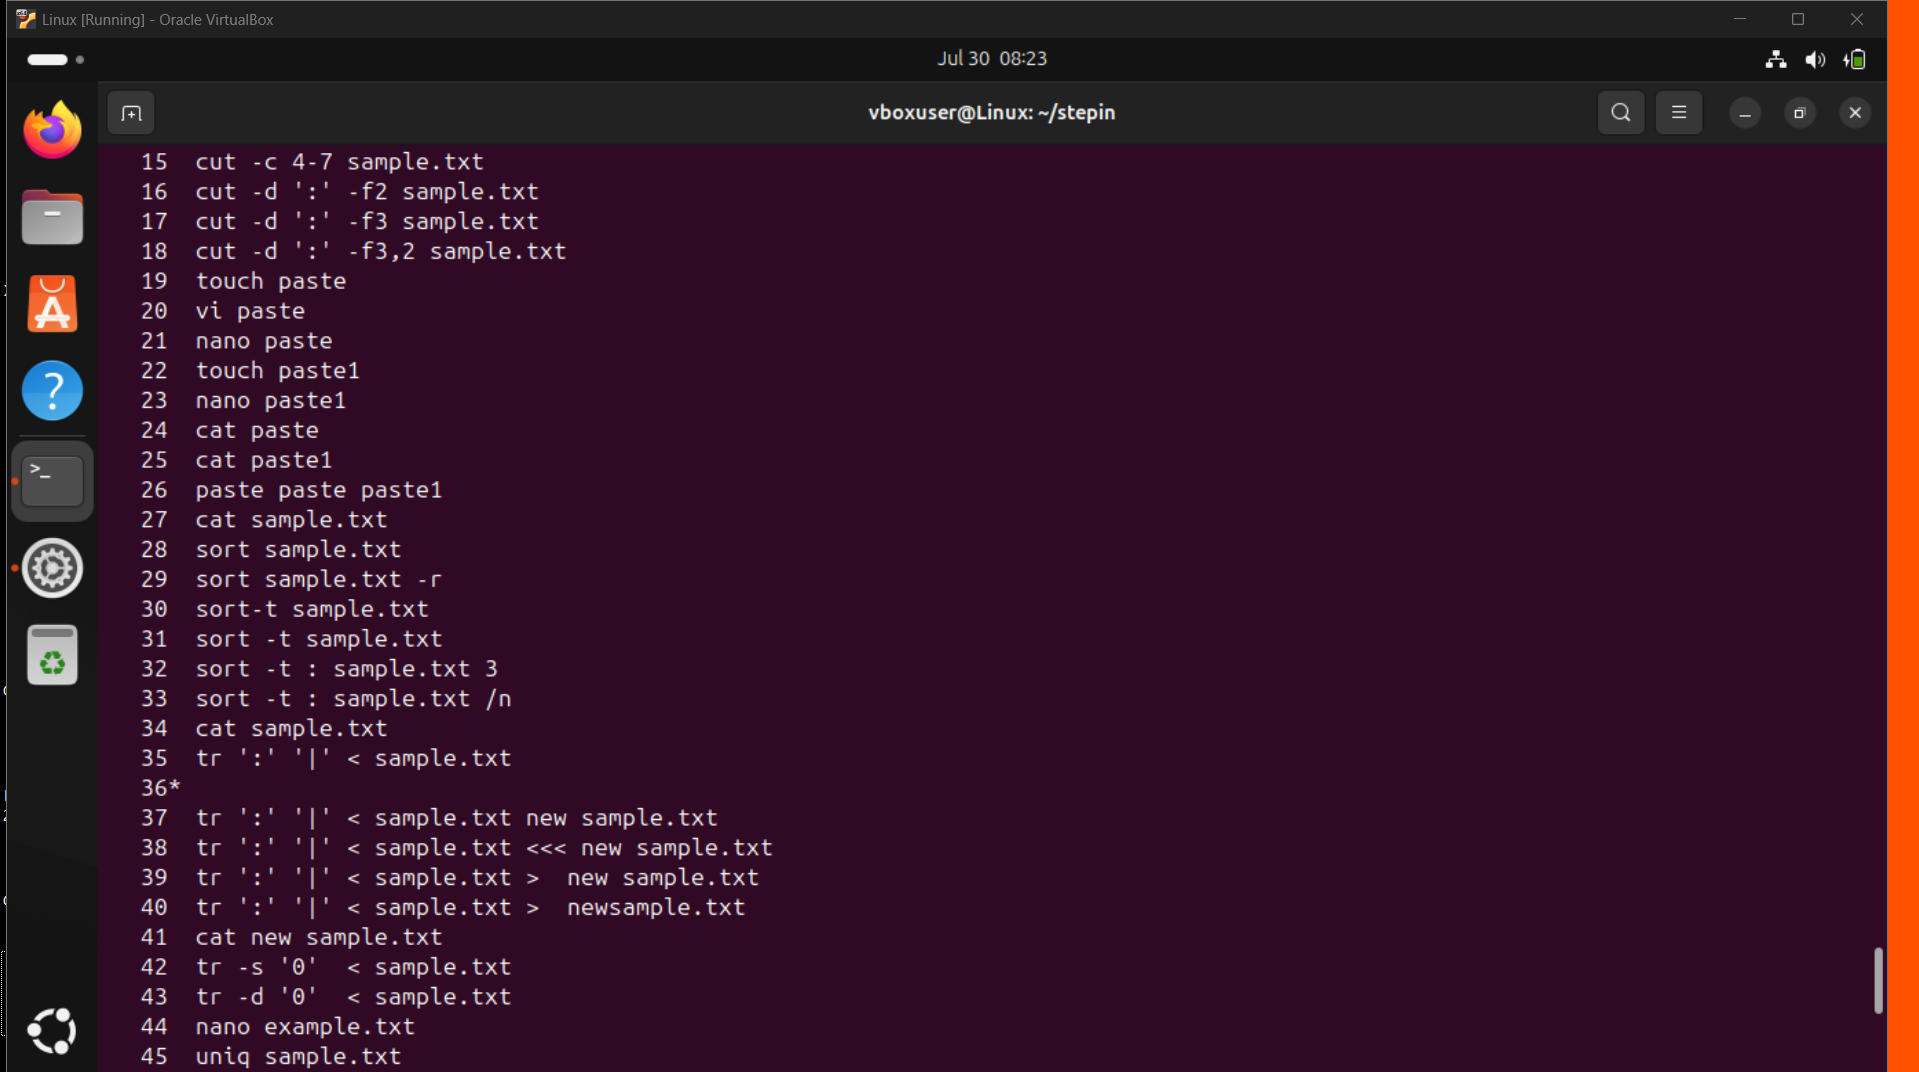 Linux [Running] - Oracle VirtualBox
Jul 30 08:23
vboxuser@Linux: ~/stepin
15 cut -c 4-7 sample.txt
16 cut -d ':' -f2 sample.txt
17 cut -d ':' -f3 sample.txt
18 cut -d ':' -f3,2 sample.txt
19 touch paste
20 vi paste
21 nano paste
22 touch paste1
23 nano paste1
24 cat paste
25 cat paste1
26 paste paste paste1
27 cat sample.txt
28 sort sample.txt
29 sort sample.txt -r
30 sort-t sample.txt
31 sort -t sample.txt
32 sort -t : sample.txt 3
33 sort -t : sample.txt /n
34 cat sample.txt
35 tr ':' '|' < sample.txt
36*
37 tr ':' '|' < sample.txt new sample.txt
38 tr ':' '|' < sample.txt <<< new sample.txt
39 tr ':' '|' < sample.txt >  new sample.txt
40 tr ':' '|' < sample.txt >  newsample.txt
41 cat new sample.txt
42 tr -s '0'  < sample.txt
43 tr -d '0'  < sample.txt
44 nano example.txt
45 uniq sample.txt